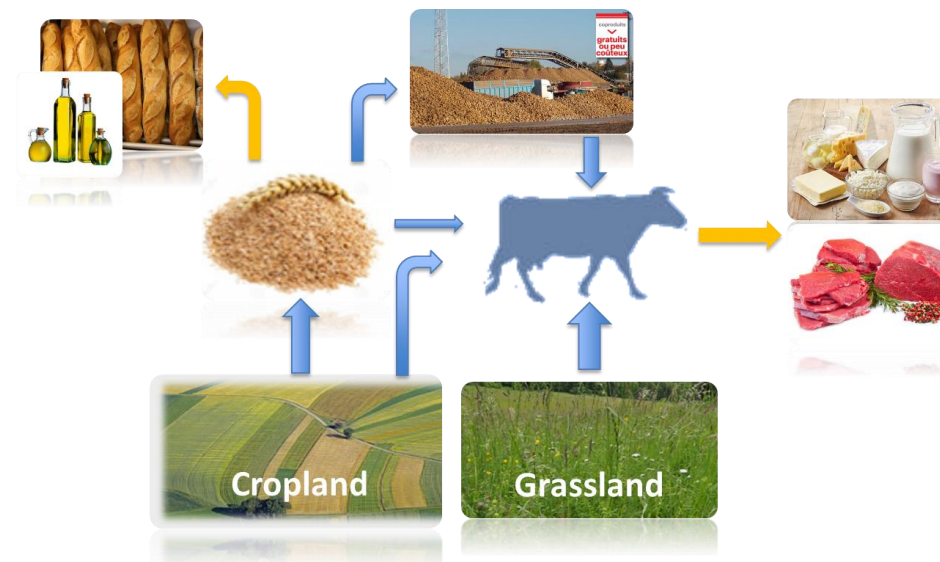 coproduits
gratuits
ou peu
coûteux
Cropland
Grassland